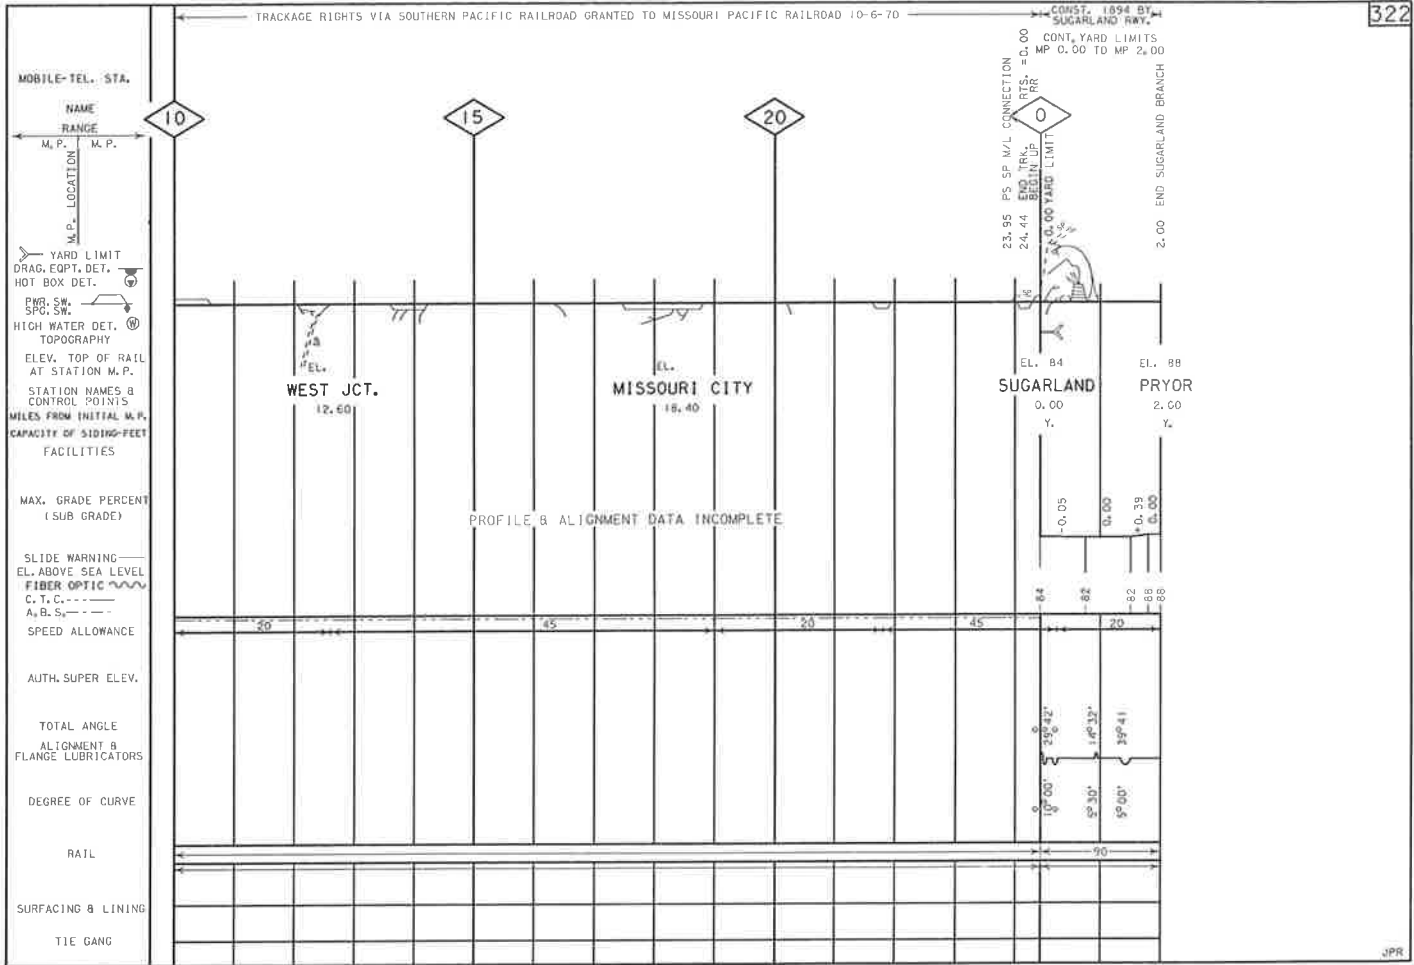 TRACKAGE RIGHTS VIA SOUTHERN PACIFIC RAILROAD GRANTED TO MISSOURI PACIFIC RAILROAD 10-6-70
CONST. 1894 BY
SUGARLAND RWY.
322
CONT. YARD LIMITS
MP 0.00 TO MP 2.00
MOBILE-TEL. STA.
NAME
RANGE
M.P. M.P.
M.P. LOCATION
10
15
20
0
23.95 PS SP M/L CONNECTION
24.44 END TRK. RTS. = 0.00
BEGIN UP RR
0.00 YARD LIMIT
2.00 END SUGARLAND BRANCH
YARD LIMIT
DRAG. EQPT. DET.
HOT BOX DET.
PWR. SW.
SPG. SW.
HIGH WATER DET. W
TOPOGRAPHY
ELEV. TOP OF RAIL
AT STATION M.P.
EL.
EL.
EL. 84
EL. 88
STATION NAMES &
CONTROL POINTS
WEST JCT.
MISSOURI CITY
SUGARLAND
PRYOR
MILES FROM INITIAL M.P.
12.60
18.40
0.00
2.00
CAPACITY OF SIDING-FEET
Y.
Y.
FACILITIES
MAX. GRADE PERCENT
(SUB GRADE)
-0.05
0.00
+0.39
0.00
PROFILE & ALIGNMENT DATA INCOMPLETE
SLIDE WARNING
EL. ABOVE SEA LEVEL
FIBER OPTIC
C.T.C.
A.B.S.
84
82
82
88
88
SPEED ALLOWANCE
20
45
20
45
20
AUTH. SUPER ELEV.
TOTAL ANGLE
29°42'
14°32'
39°41
ALIGNMENT &
FLANGE LUBRICATORS
DEGREE OF CURVE
10°00'
5°00'
RAIL
90
SURFACING & LINING
TIE GANG
JPR